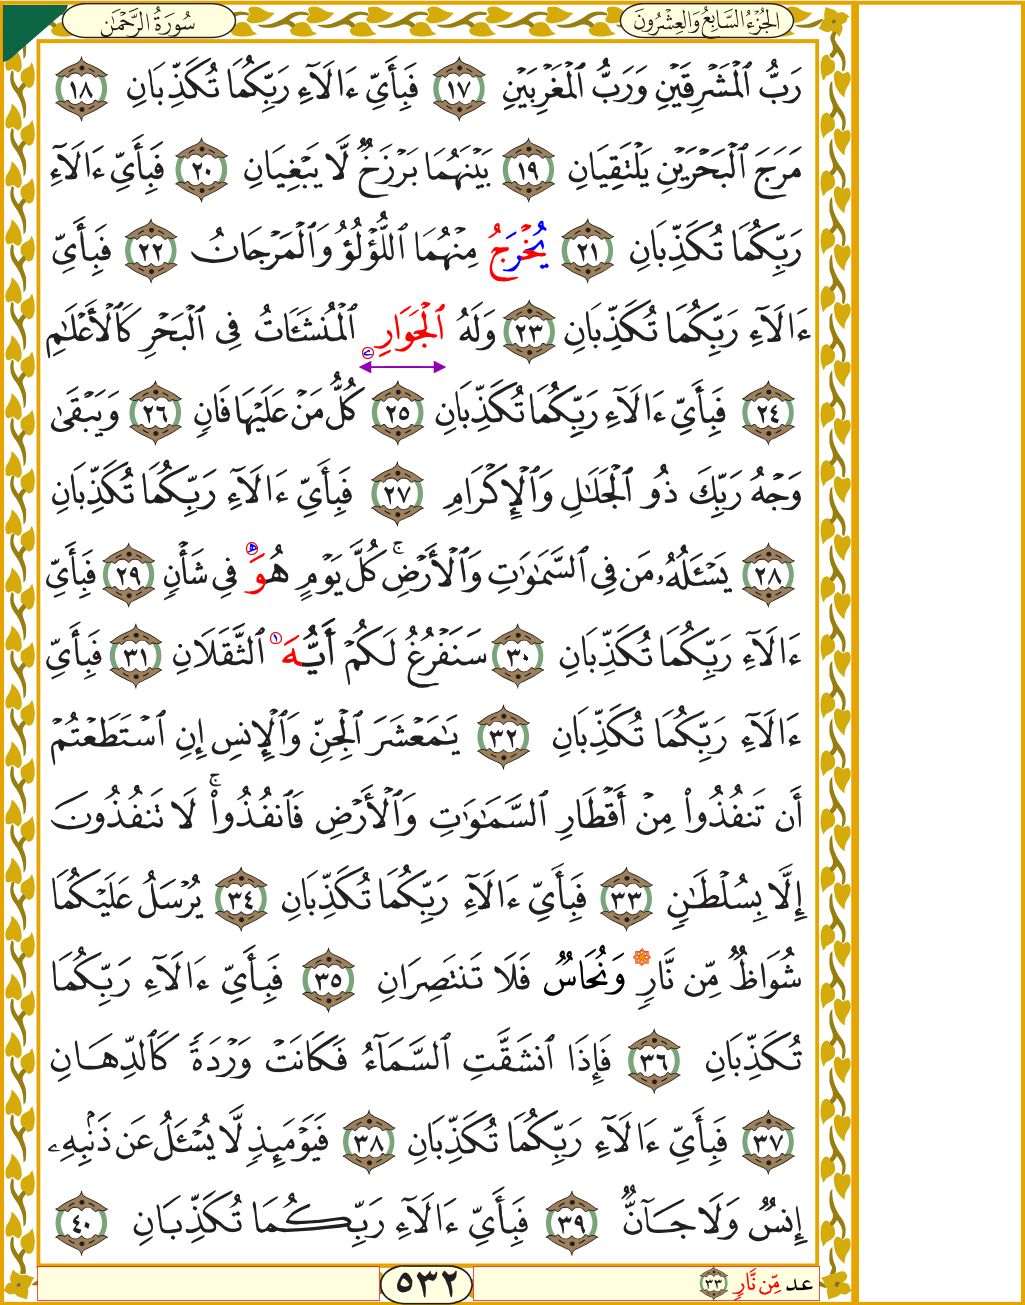 الجُزْءُ السَّابِعُ وَالعِشْرُونَ
سُورَةُ الرَّحْمٰن
رَبُّ ٱلْمَشْرِقَيْنِ وَرَبُّ ٱلْمَغْرِبَيْنِ ١٧ فَبِأَيِّ ءَالَآءِ رَبِّكُمَا تُكَذِّبَانِ ١٨
مَرَجَ ٱلْبَحْرَيْنِ يَلْتَقِيَانِ ١٩ بَيْنَهُمَا بَرْزَخٌ لَّا يَبْغِيَانِ ٢٠ فَبِأَيِّ ءَالَآءِ
رَبِّكُمَا تُكَذِّبَانِ ٢١ يُخْرَجُ مِنْهُمَا ٱللُّؤْلُؤُ وَٱلْمَرْجَانُ ٢٢ فَبِأَيِّ
ءَالَآءِ رَبِّكُمَا تُكَذِّبَانِ ٢٣ وَلَهُ ٱلْجَوَارِۦ ٱلْمُنشَـَٔاتُ فِى ٱلْبَحْرِ كَٱلْأَعْلَٰمِ
٢٤ فَبِأَيِّ ءَالَآءِ رَبِّكُمَا تُكَذِّبَانِ ٢٥ كُلُّ مَنْ عَلَيْهَا فَانٍ ٢٦ وَيَبْقَىٰ
وَجْهُ رَبِّكَ ذُو ٱلْجَلَٰلِ وَٱلْإِكْرَامِ ٢٧ فَبِأَيِّ ءَالَآءِ رَبِّكُمَا تُكَذِّبَانِ
٢٨ يَسْـَٔلُهُۥ مَن فِى ٱلسَّمَٰوَٰتِ وَٱلْأَرْضِ ۚ كُلَّ يَوْمٍ هُوَ ه فِى شَأْنٍ ٢٩ فَبِأَيِّ
ءَالَآءِ رَبِّكُمَا تُكَذِّبَانِ ٣٠ سَنَفْرُغُ لَكُمْ أَيُّهَ ا ٱلثَّقَلَانِ ٣١ فَبِأَيِّ
ءَالَآءِ رَبِّكُمَا تُكَذِّبَانِ ٣٢ يَٰمَعْشَرَ ٱلْجِنِّ وَٱلْإِنسِ إِنِ ٱسْتَطَعْتُمْ
أَن تَنفُذُوا۟ مِنْ أَقْطَارِ ٱلسَّمَٰوَٰتِ وَٱلْأَرْضِ فَٱنفُذُوا۟ ۚ لَا تَنفُذُونَ
إِلَّا بِسُلْطَٰنٍ ٣٣ فَبِأَيِّ ءَالَآءِ رَبِّكُمَا تُكَذِّبَانِ ٣٤ يُرْسَلُ عَلَيْكُمَا
شُوَاظٌ مِّن نَّارٍ وَنُحَاسٌ فَلَا تَنتَصِرَانِ ٣٥ فَبِأَيِّ ءَالَآءِ رَبِّكُمَا
تُكَذِّبَانِ ٣٦ فَإِذَا ٱنشَقَّتِ ٱلسَّمَآءُ فَكَانَتْ وَرْدَةً كَٱلدِّهَانِ
٣٧ فَبِأَيِّ ءَالَآءِ رَبِّكُمَا تُكَذِّبَانِ ٣٨ فَيَوْمَئِذٍ لَّا يُسْـَٔلُ عَن ذَنۢبِهِۦٓ
إِنسٌ وَلَا جَآنٌّ ٣٩ فَبِأَيِّ ءَالَآءِ رَبِّكُمَا تُكَذِّبَانِ ٤٠
عد مِّن نَّارٍ ٣٣
٥٣٢